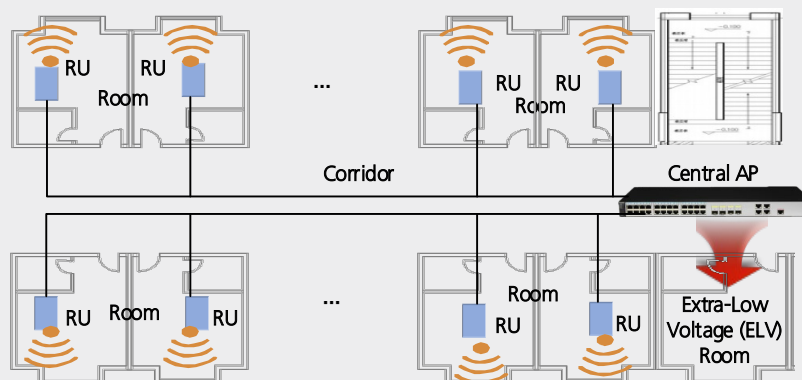 RU
RU
Room
...
RU
RU
Room
Corridor
Central AP
RU
Room
RU
...
Room
RU
RU
Extra-Low
Voltage (ELV)
Room